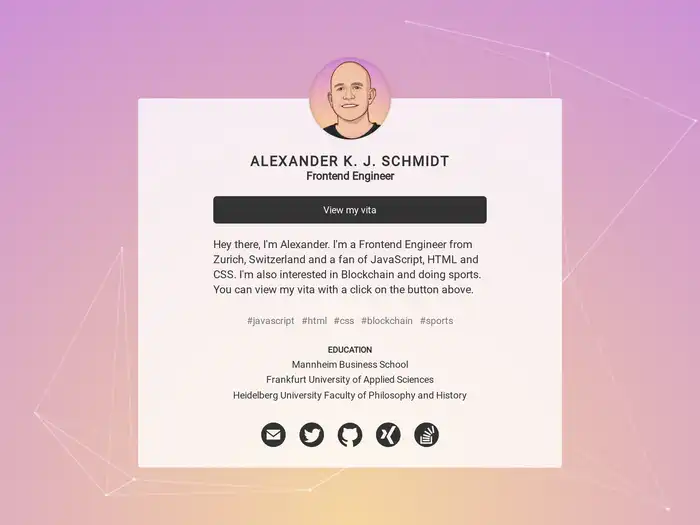 ALEXANDER K. J. SCHMIDT
Frontend Engineer
View my vita
Hey there, I'm Alexander. I'm a Frontend Engineer from
Zurich, Switzerland and a fan of JavaScript, HTML and
CSS. I'm also interested in Blockchain and doing sports.
You can view my vita with a click on the button above.
#javascript #html #css #blockchain #sports
EDUCATION
Mannheim Business School
Frankfurt University of Applied Sciences
Heidelberg University Faculty of Philosophy and History